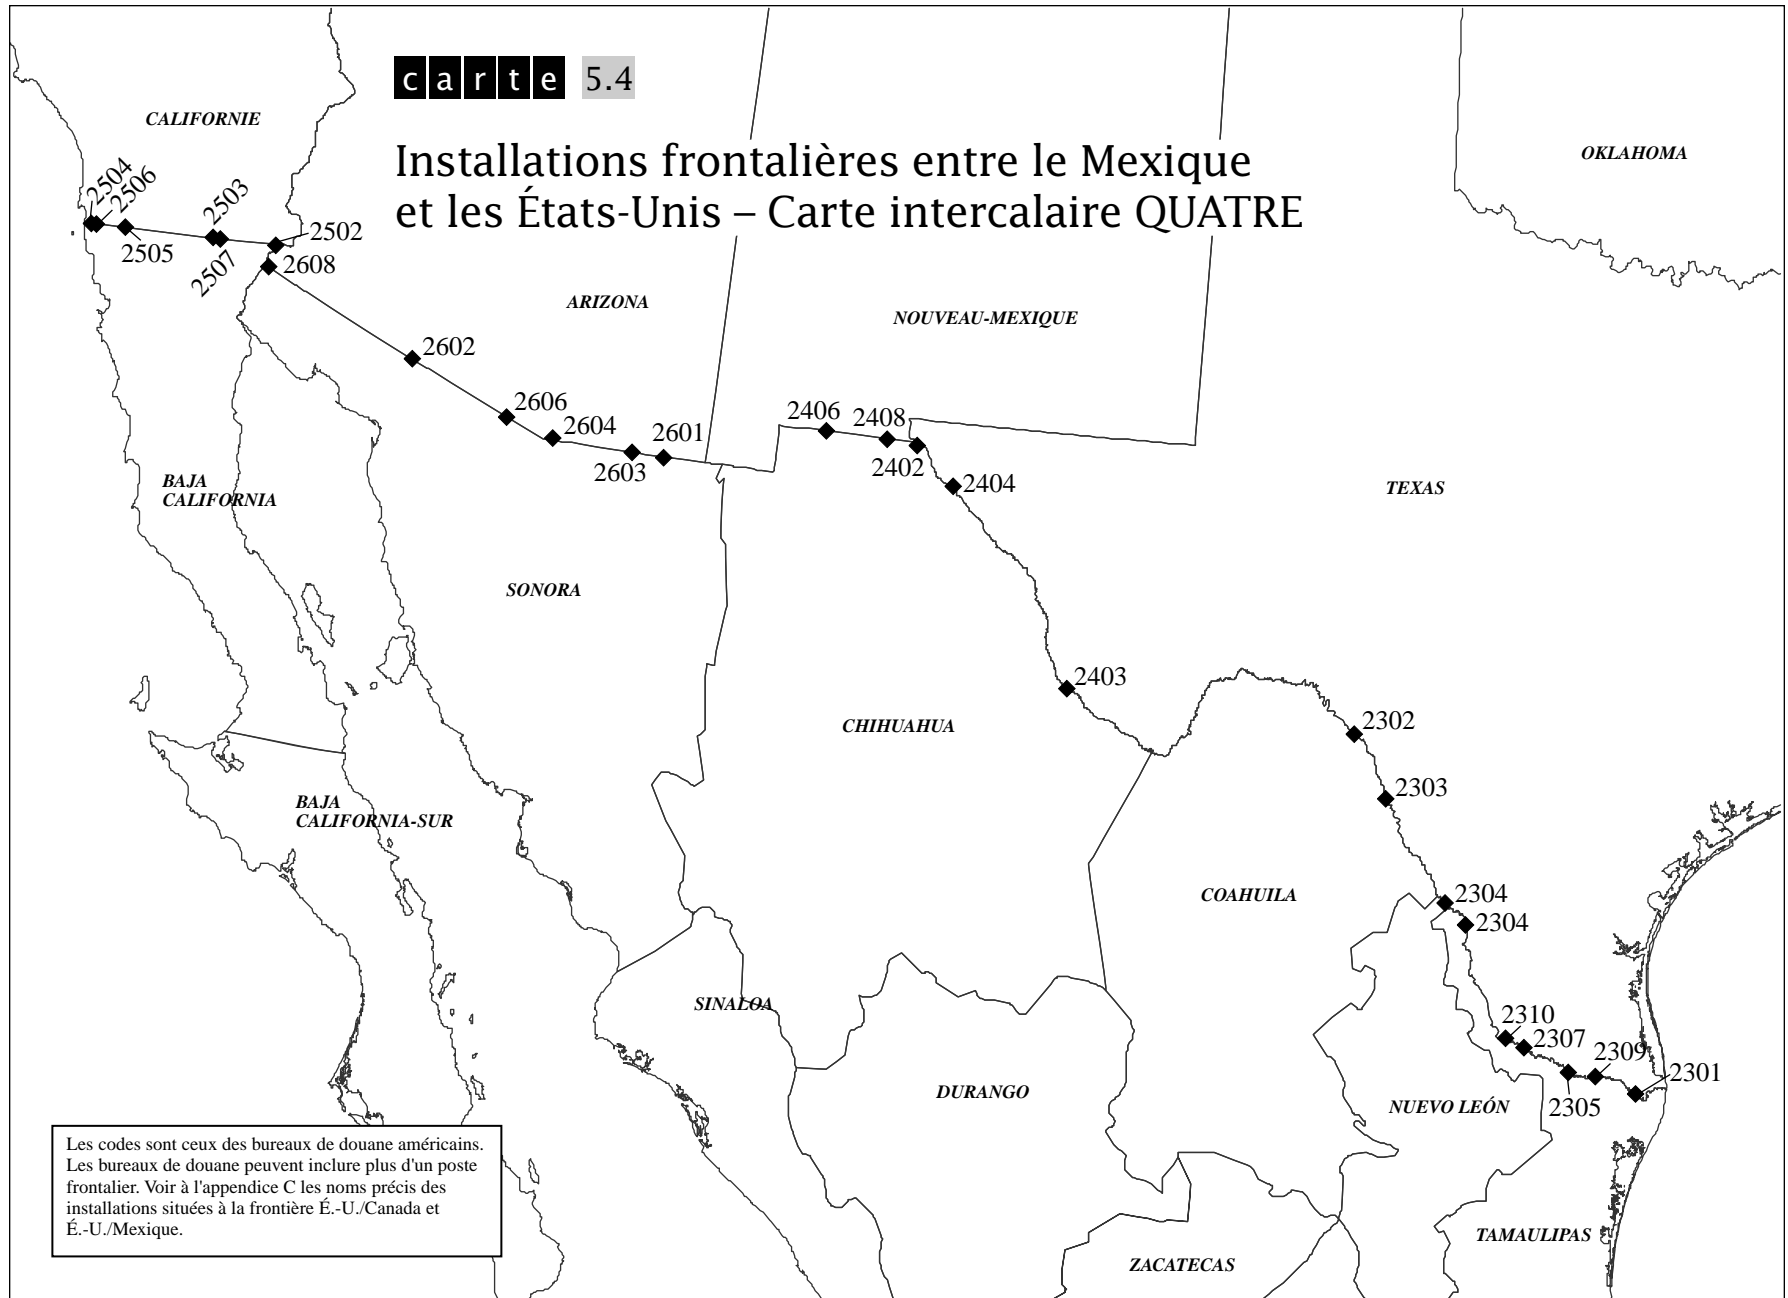 carte 5.4
Installations frontalières entre le Mexique
et les États-Unis – Carte intercalaire QUATRE
CALIFORNIE
OKLAHOMA
2504
2506
2505
2503
2507
2502
2608
ARIZONA
NOUVEAU-MEXIQUE
2602
2606
2604
2603
2601
2406
2408
2402
2404
TEXAS
BAJA
CALIFORNIA
SONORA
2403
CHIHUAHUA
2302
2303
BAJA
CALIFORNIA-SUR
COAHUILA
2304
2304
SINALOA
2310
2307
2309
2301
2305
DURANGO
NUEVO LEÓN
TAMAULIPAS
ZACATECAS
Les codes sont ceux des bureaux de douane américains.
Les bureaux de douane peuvent inclure plus d'un poste
frontalier. Voir à l'appendice C les noms précis des
installations situées à la frontière É.-U./Canada et
É.-U./Mexique.